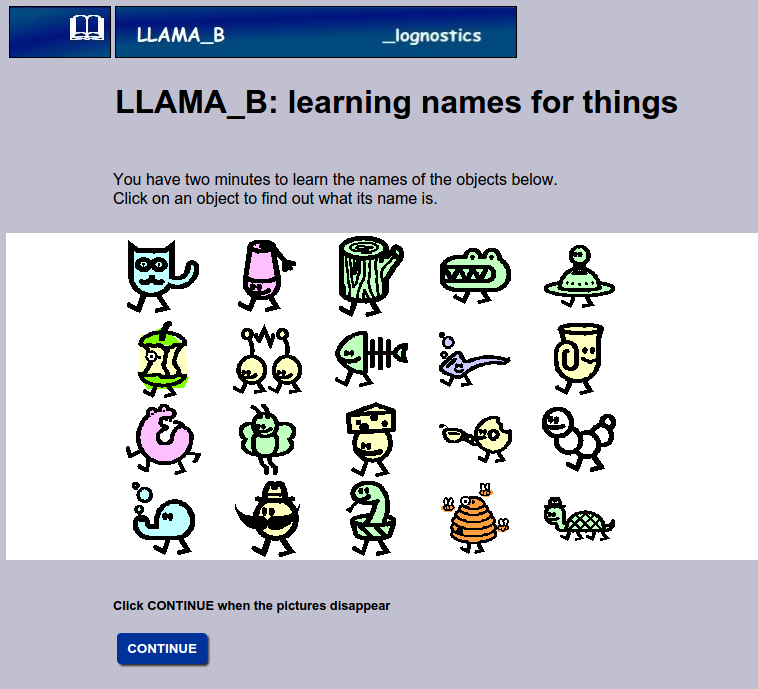 LLAMA_B
_lognostics
LLAMA_B: learning names for things
You have two minutes to learn the names of the objects below.
Click on an object to find out what its name is.
Click CONTINUE when the pictures disappear
CONTINUE